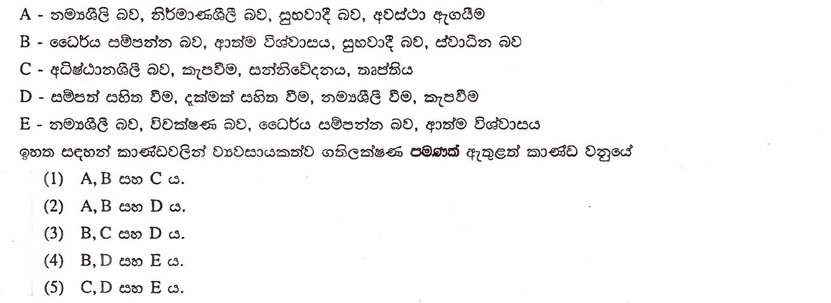 A - නම්‍යශීලි බව, නිර්මාණශීලී බව, සුභවාදී බව, අවස්ථා ඇගයීම
B - ධෛර්ය සම්පන්න බව, ආත්ම විශ්වාසය, සුභවාදී බව, ස්වාධීන බව
C - අධිෂ්ඨානශීලී බව, කැපවීම, සන්නිවේදනය, තෘප්තිය
D - සම්පත් සහිත වීම, දැක්මක් සහිත වීම, නම්‍යශීලී වීම, කැපවීම
E - නම්‍යශීලී බව, විචක්ෂණ බව, ධෛර්ය සම්පන්න බව, ආත්ම විශ්වාසය
ඉහත සඳහන් කාණ්ඩවලින් ව්‍යවසායකත්ව ගතිලක්ෂණ පමණක් ඇතුළත් කාණ්ඩ වනුයේ
(1) A, B සහ C ය.
(2) A, B සහ D ය.
(3) B, C සහ D ය.
(4) B, D සහ E ය.
(5) C, D සහ E ය.